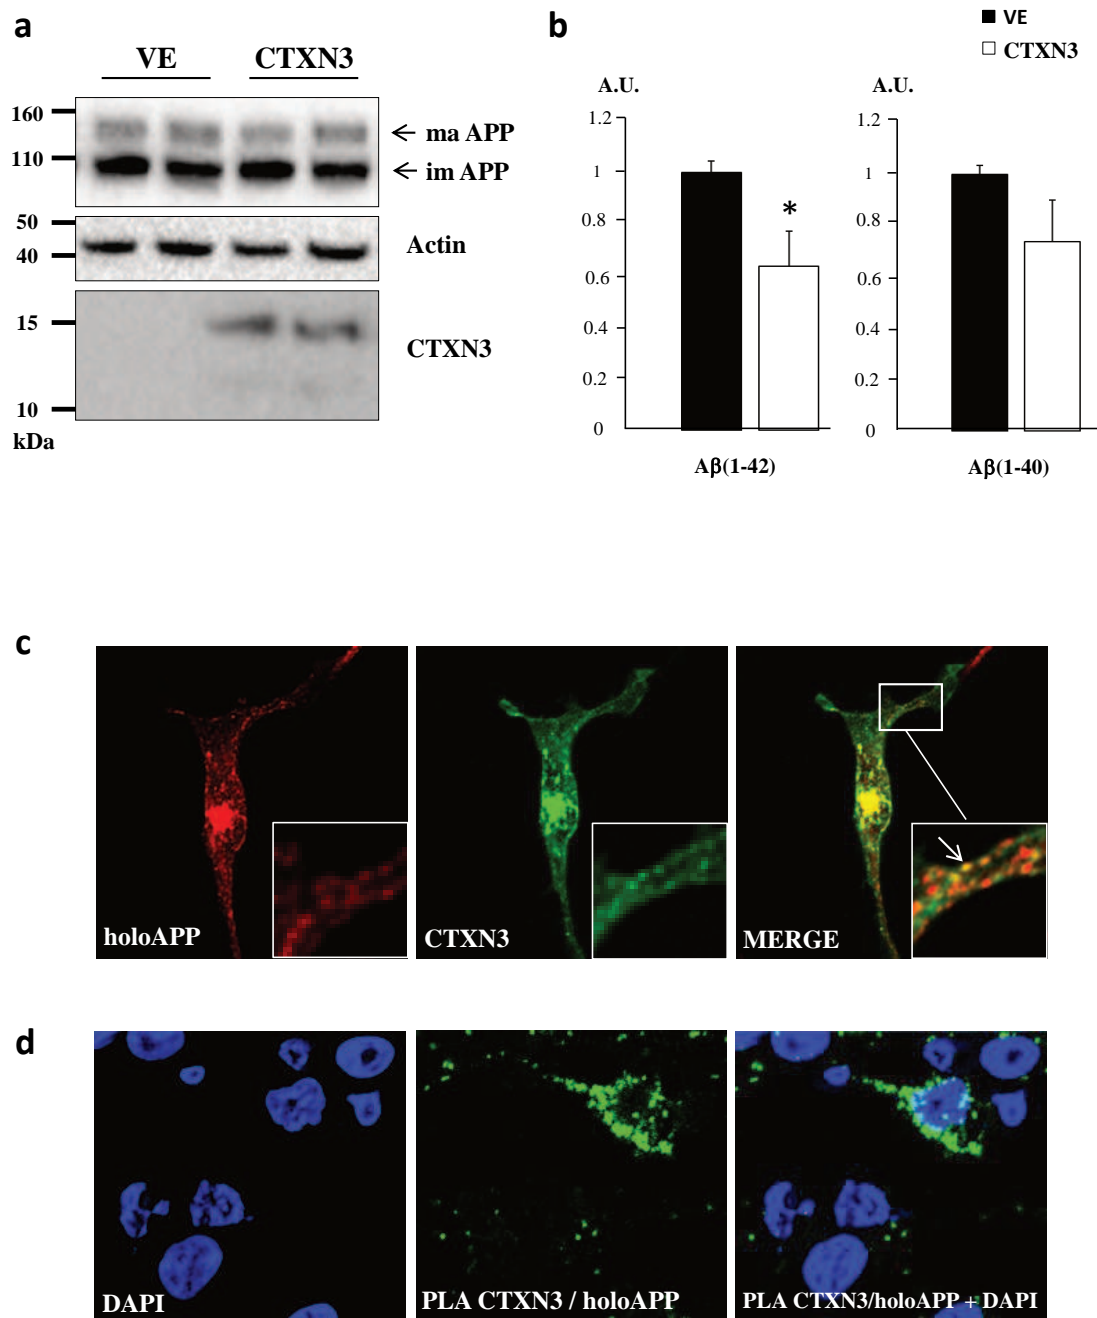 a
VE CTXN3
160
110
ma APP
im APP
50
40
Actin
15
10
CTXN3
kDa
b
VE
CTXN3
A.U.
1.2
1
0.8
0.6
0.4
0.2
0
Aβ(1-42)
*
A.U.
1.2
1
0.8
0.6
0.4
0.2
0
Aβ(1-40)
c
holoAPP
CTXN3
MERGE
d
DAPI
PLA CTXN3 / holoAPP
PLA CTXN3/holoAPP + DAPI